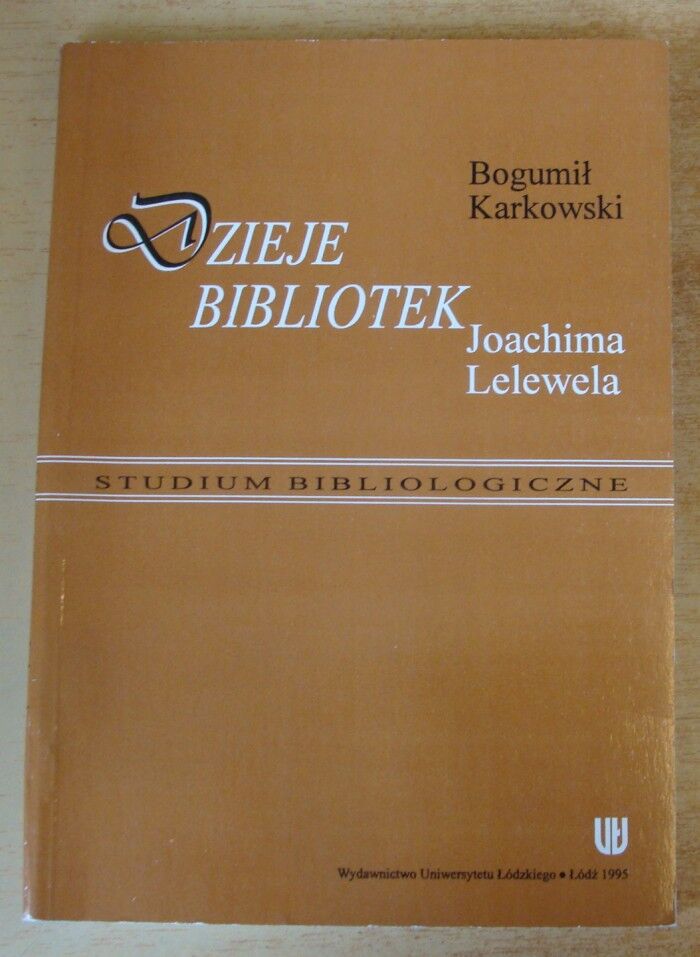 Bogumił
Karkowski
DZIEJE
BIBLIOTEK
Joachima
Lelewela
STUDIUM BIBLIOLOGICZNE
UŁ
Wydawnictwo Uniwersytetu Łódzkiego • Łódź 1995